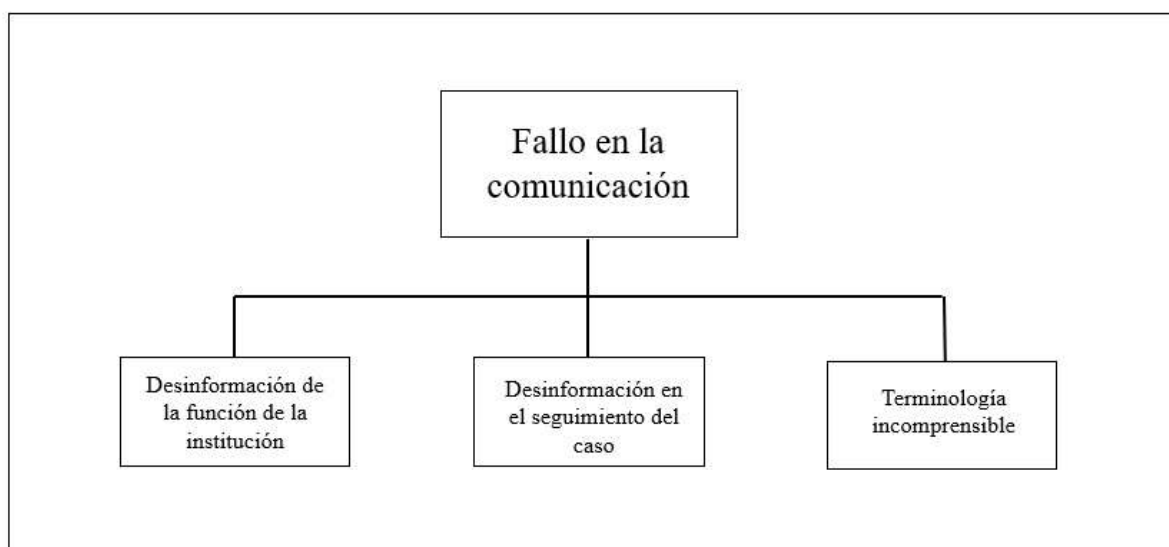 Fallo en la
comunicación
Desinformación de
la función de la
institución
Desinformación en
el seguimiento del
caso
Terminología
incomprensible